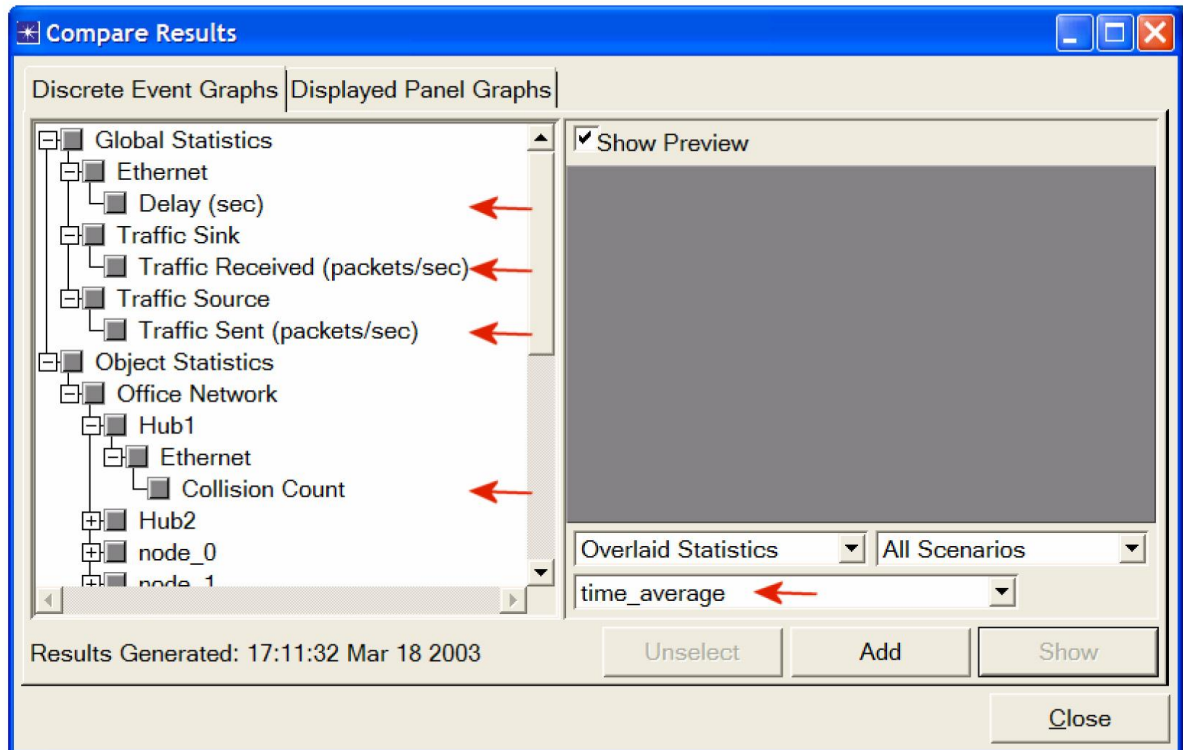 Compare Results
Discrete Event Graphs
Displayed Panel Graphs
Global Statistics
Ethernet
Delay (sec)
Traffic Sink
Traffic Received (packets/sec)
Traffic Source
Traffic Sent (packets/sec)
Object Statistics
Office Network
Hub1
Ethernet
Collision Count
Hub2
node_0
node_1
Show Preview
Overlaid Statistics
All Scenarios
time_average
Results Generated: 17:11:32 Mar 18 2003
Unselect
Add
Show
Close